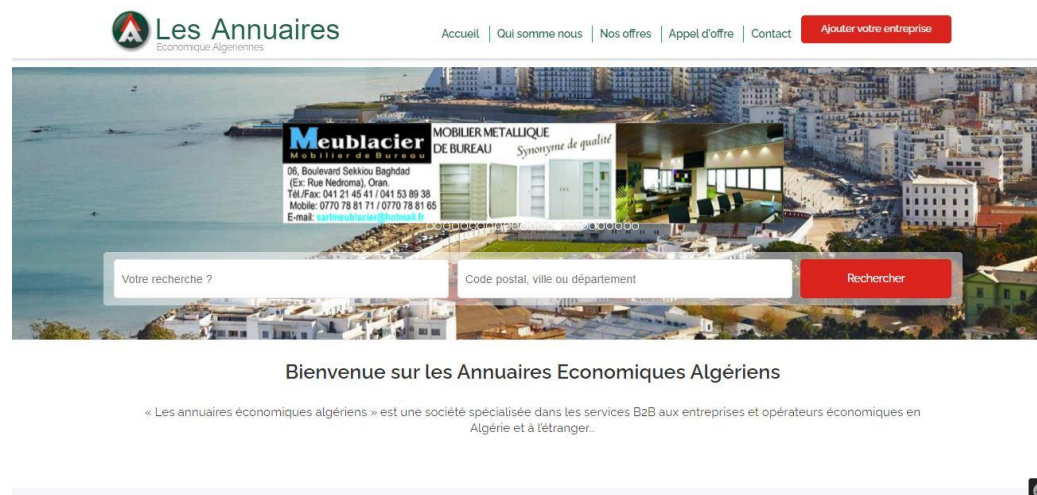 Les Annuaires
Economique Algeriennes
Accueil
Qui somme nous
Nos offres
Appel d'offre
Contact
Ajouter votre entreprise
Meublacier
Mobilier de Bureau
06, Boulevard Sekkiou Baghdad
(Ex: Rue Nedroma), Oran.
Tél./Fax: 041 21 45 41 / 041 53 89 38
Mobile: 0770 78 81 71 / 0770 78 81 65
E-mail: sarlmeublacier@hotmail.fr
MOBILIER METALLIQUE
DE BUREAU
Synonyme de qualité
Votre recherche ?
Code postal, ville ou département
Rechercher
Bienvenue sur les Annuaires Economiques Algériens
« Les annuaires économiques algériens » est une société spécialisée dans les services B2B aux entreprises et opérateurs économiques en
Algérie et à l'étranger...